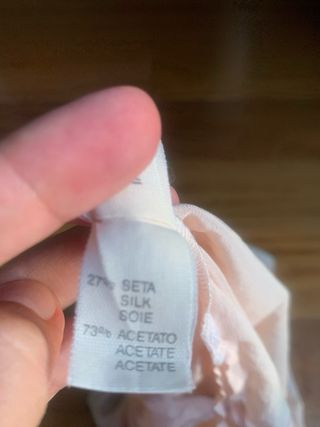 27% SETA
SILK
SOIE
73% ACETATO
ACETATE
ACETATE